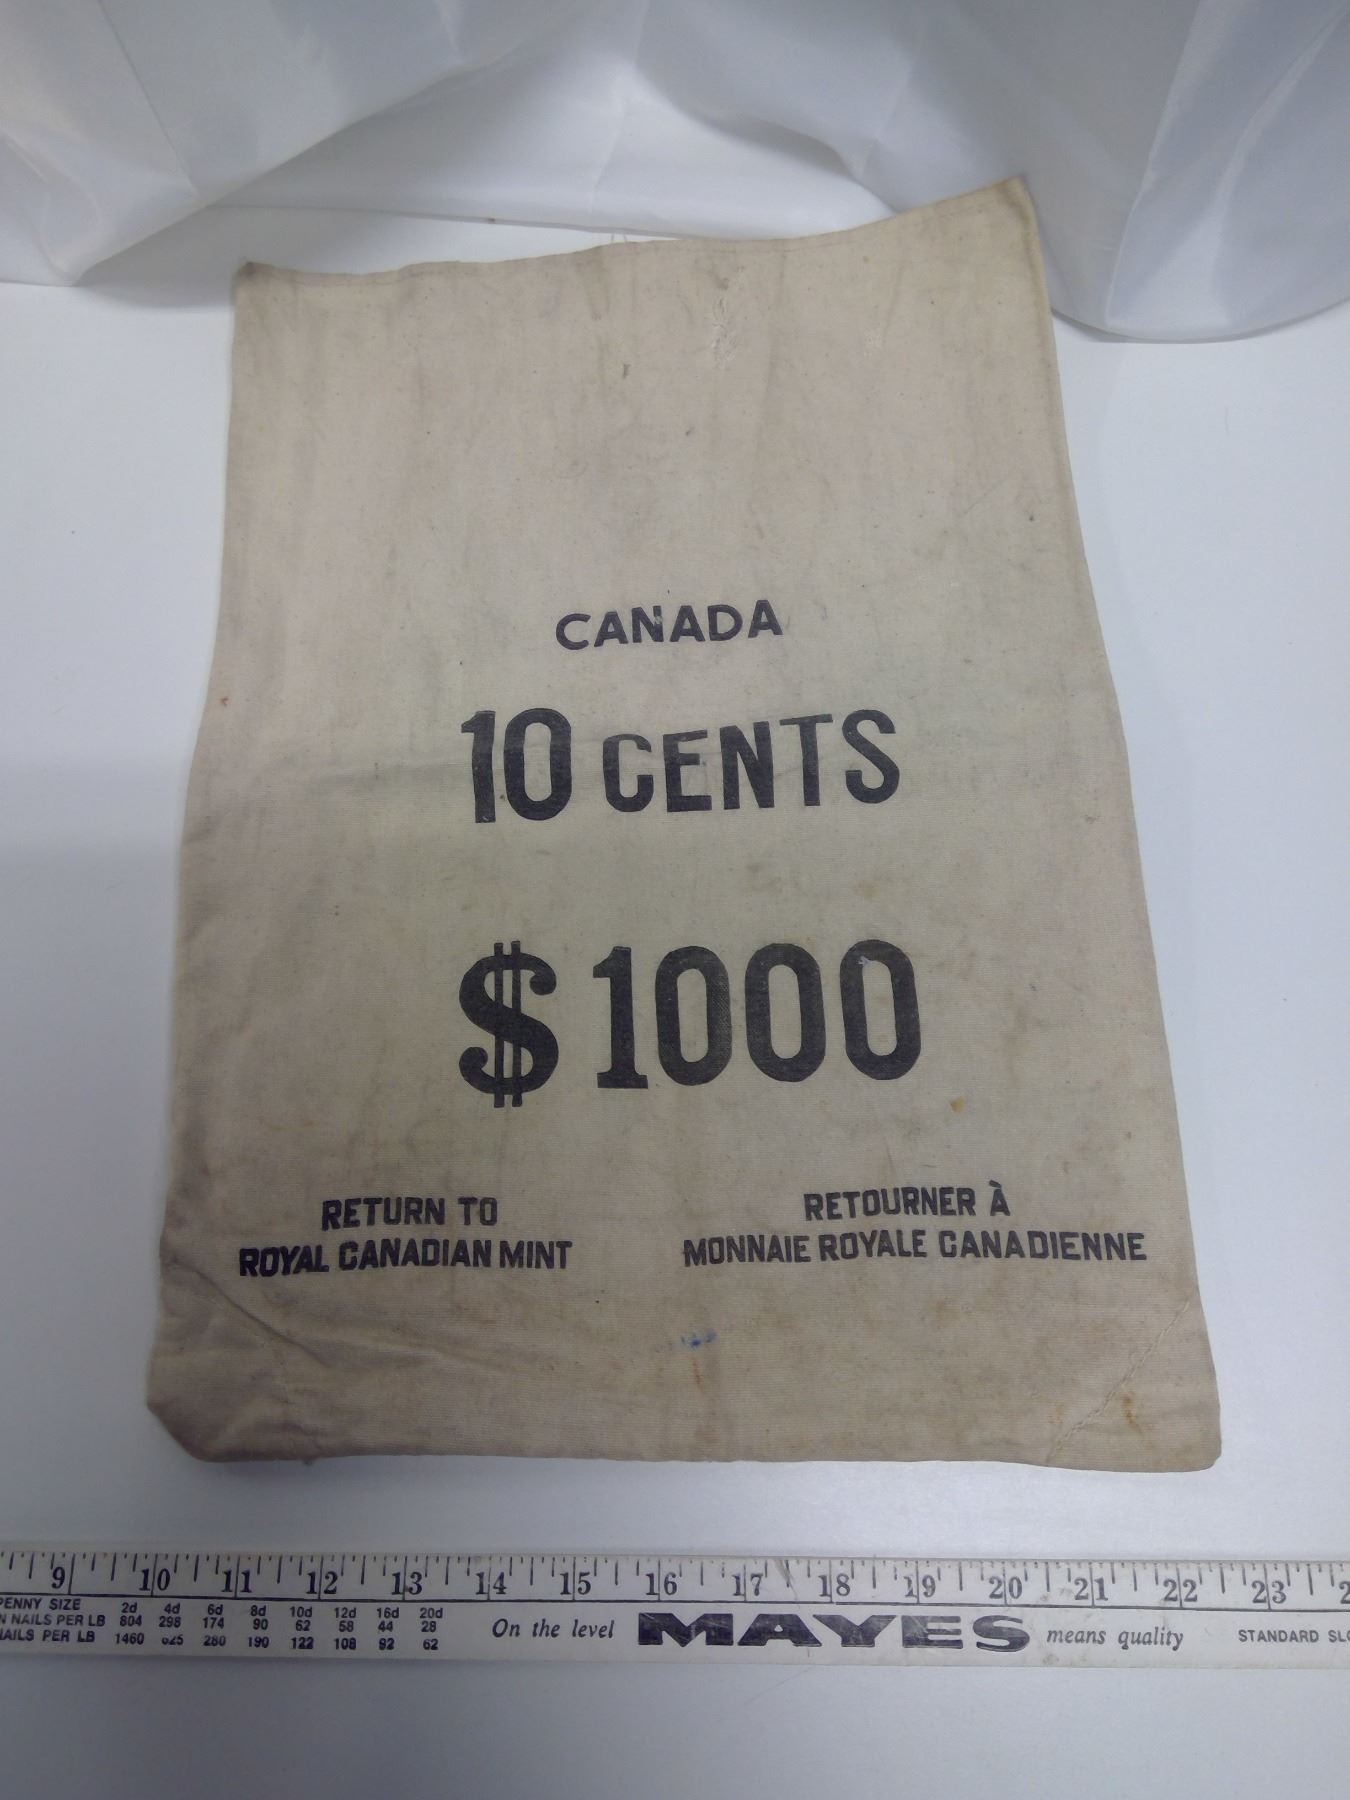 CANADA
10 CENTS
$1000
RETURN TO
ROYAL CANADIAN MINT
RETOURNER À
MONNAIE ROYALE CANADIENNE
9 10 11 12 13 14 15 16 17 18 19 20 21 22 23 2
PENNY SIZE 2d 4d 6d 8d 10d 12d 16d 20d
N NAILS PER LB 804 298 174 90 62 58 44 28
NAILS PER LB 1460 625 280 190 122 108 92 62
On the level MAYES means quality
STANDARD SLO